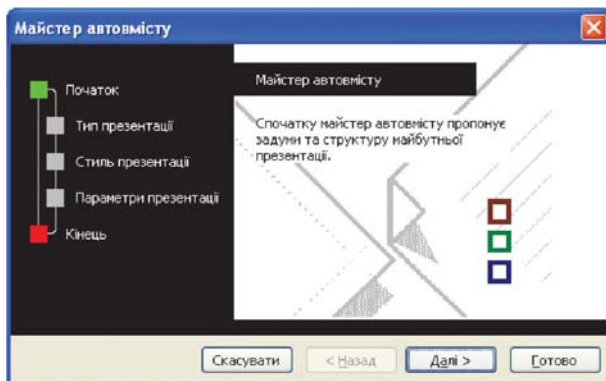 Майстер автовмісту
Початок
Тип презентації
Стиль презентації
Параметри презентації
Кінець
Майстер автовмісту
Спочатку майстер автовмісту пропонує
задуми та структуру майбутньої
презентації.
Скасувати
< Назад
Далі >
Готово